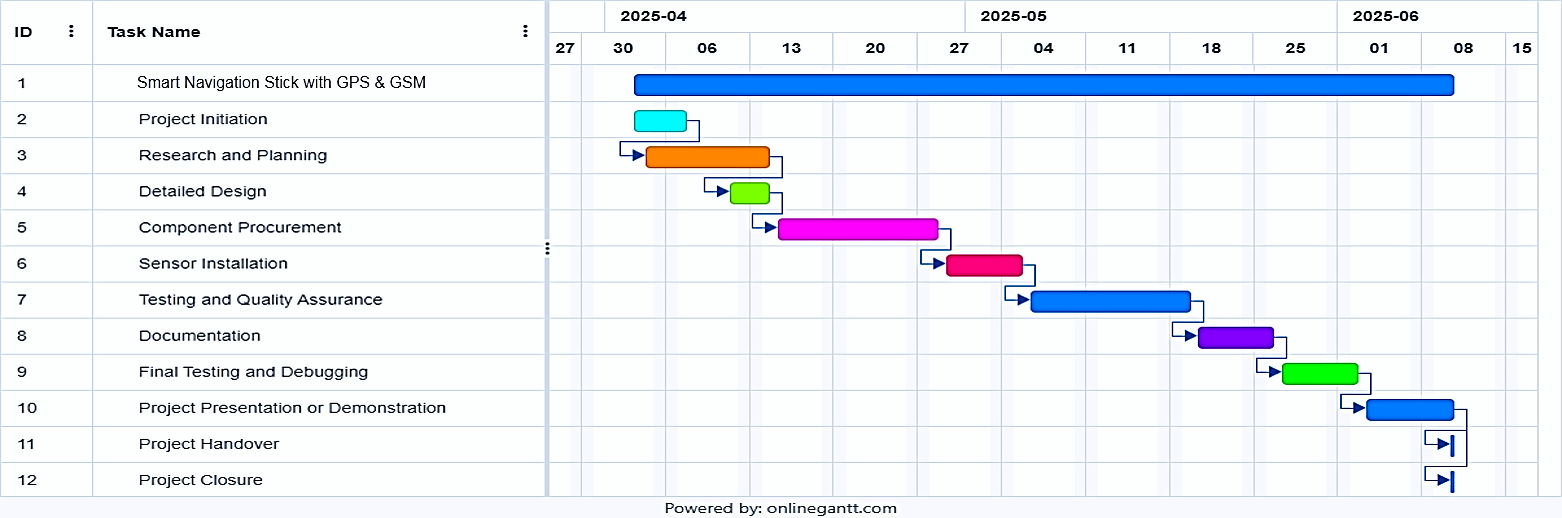 2025-04 2025-05 2025-06
ID Task Name
27 30 06 13 20 27 04 11 18 25 01 08 15
1 Smart Navigation Stick with GPS & GSM
2 Project Initiation
3 Research and Planning
4 Detailed Design
5 Component Procurement
6 Sensor Installation
7 Testing and Quality Assurance
8 Documentation
9 Final Testing and Debugging
10 Project Presentation or Demonstration
11 Project Handover
12 Project Closure
Powered by: onlinegantt.com